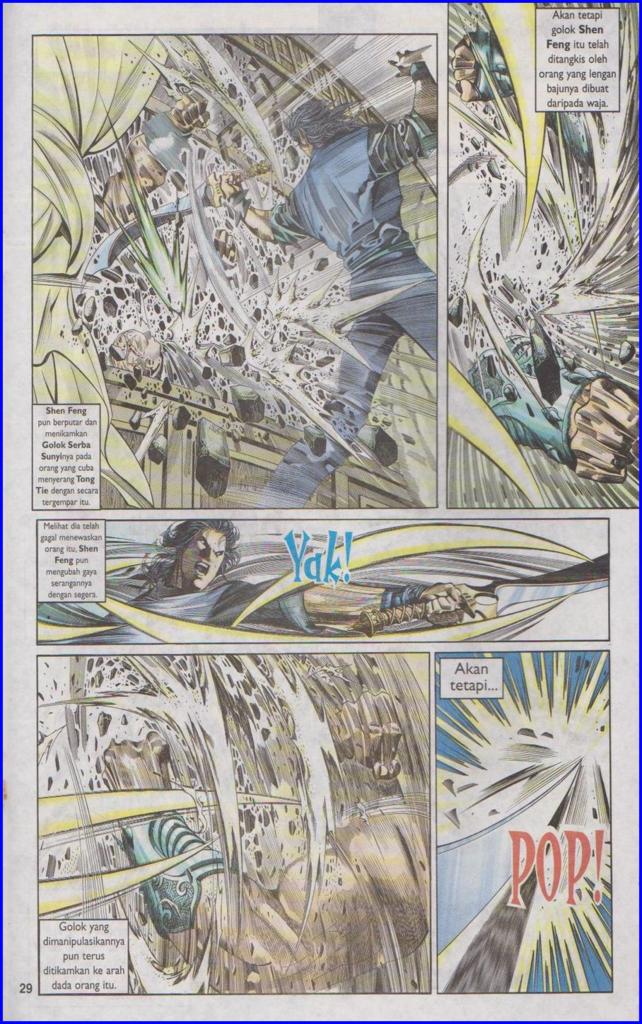 Shen Feng
pun berputar dan
menikamkan
Golok Serba
Sunyinya pada
orang yang cuba
menyerang Tong
Tie dengan secara
tergempar itu.
Akan tetapi
golok Shen
Feng itu telah
ditangkis oleh
orang yang lengan
bajunya dibuat
daripada waja.
Melihat dia telah
gagal menewaskan
orang itu, Shen
Feng pun
mengubah gaya
serangannya
dengan segera.
Yak!
Golok yang
dimanipulasikannya
pun terus
ditikamkan ke arah
dada orang itu.
Akan
tetapi...
POP!
29